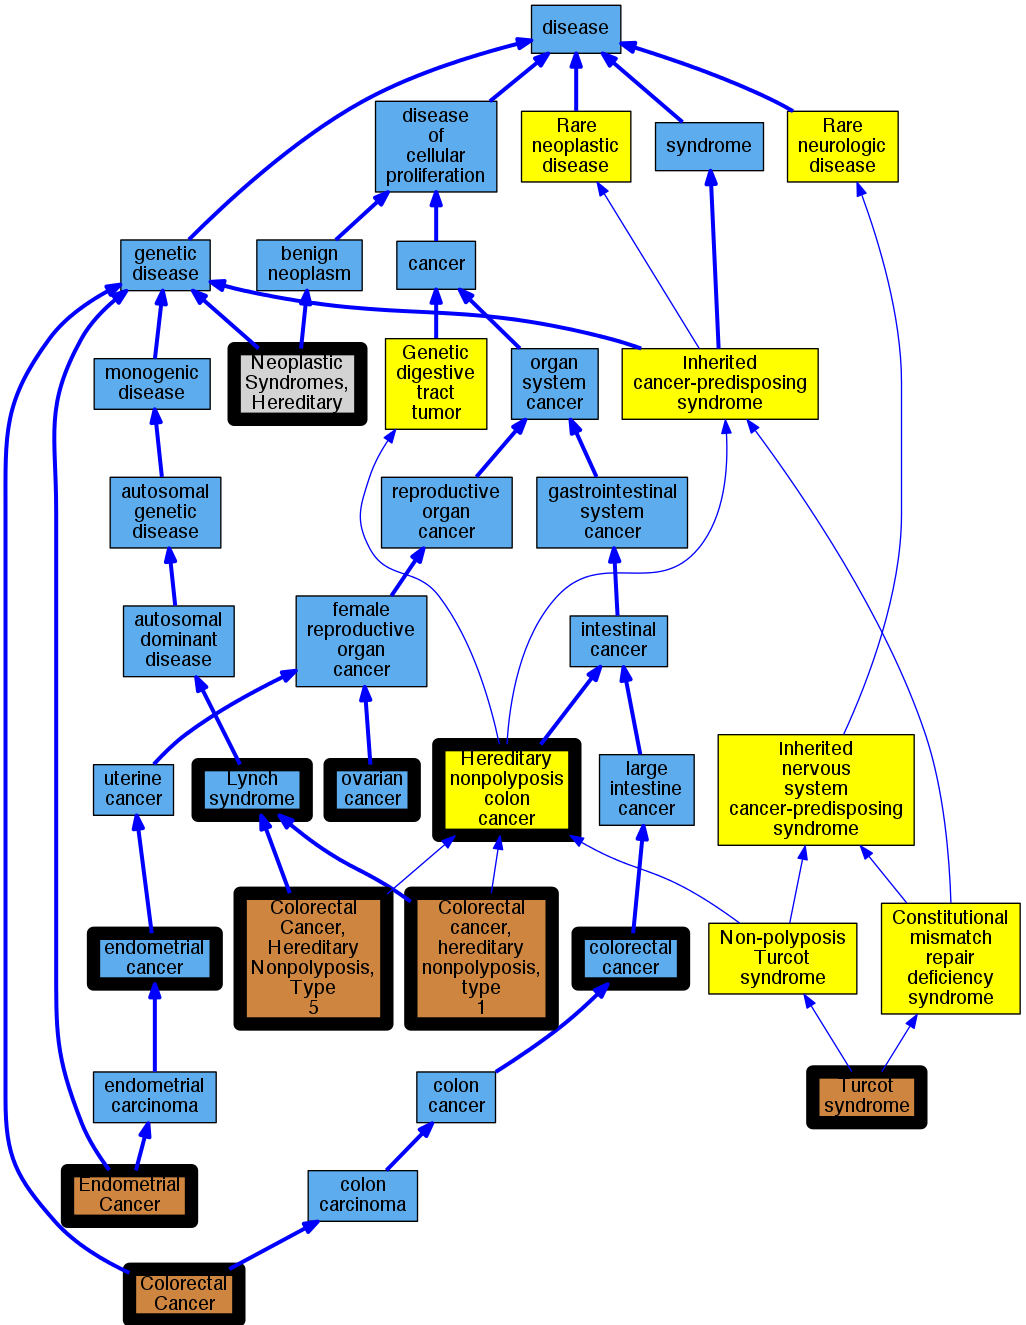 disease
disease
of
cellular
proliferation
Rare
neoplastic
disease
syndrome
Rare
neurologic
disease
genetic
disease
benign
neoplasm
cancer
monogenic
disease
Neoplastic
Syndromes,
Hereditary
Genetic
digestive
tract
tumor
organ
system
cancer
Inherited
cancer-predisposing
syndrome
autosomal
genetic
disease
reproductive
organ
cancer
gastrointestinal
system
cancer
autosomal
dominant
disease
female
reproductive
organ
cancer
intestinal
cancer
uterine
cancer
Lynch
syndrome
ovarian
cancer
Hereditary
nonpolyposis
colon
cancer
large
intestine
cancer
Inherited
nervous
system
cancer-predisposing
syndrome
endometrial
cancer
Colorectal
Cancer,
Hereditary
Nonpolyposis,
Type
5
Colorectal
cancer,
hereditary
nonpolyposis,
type
1
colorectal
cancer
Non-polyposis
Turcot
syndrome
Constitutional
mismatch
repair
deficiency
syndrome
endometrial
carcinoma
colon
cancer
Turcot
syndrome
Endometrial
Cancer
colon
carcinoma
Colorectal
Cancer